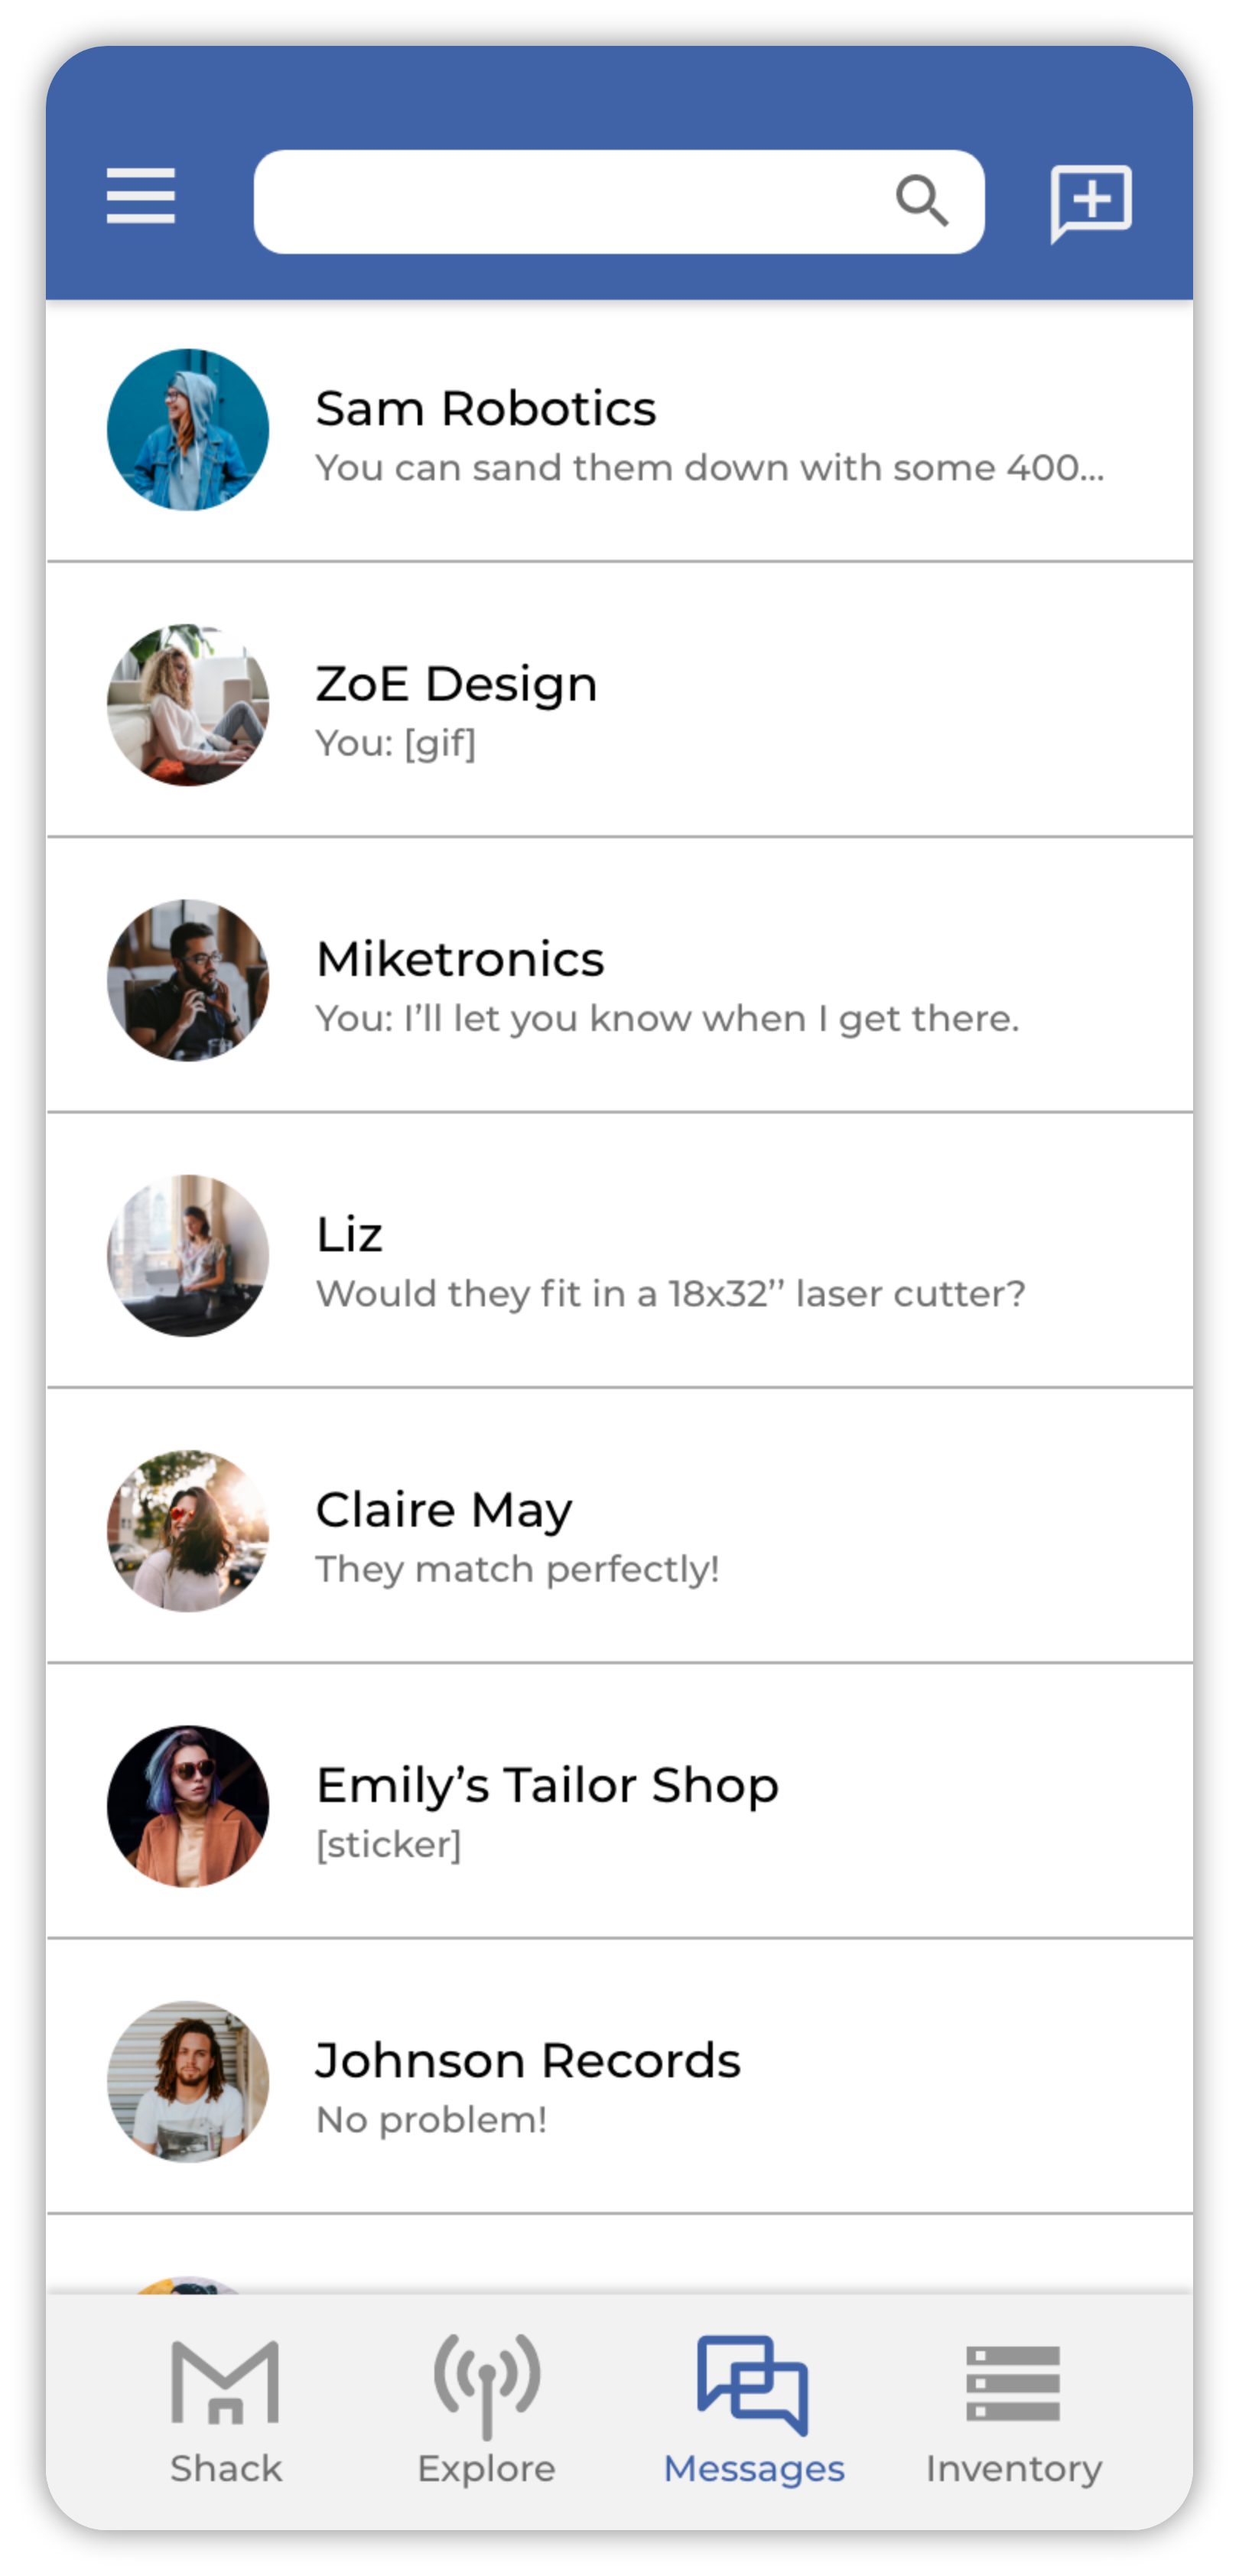 Sam Robotics
You can sand them down with some 400...
ZoE Design
You: [gif]
Miketronics
You: I’ll let you know when I get there.
Liz
Would they fit in a 18x32’’ laser cutter?
Claire May
They match perfectly!
Emily’s Tailor Shop
[sticker]
Johnson Records
No problem!
Shack Explore Messages Inventory